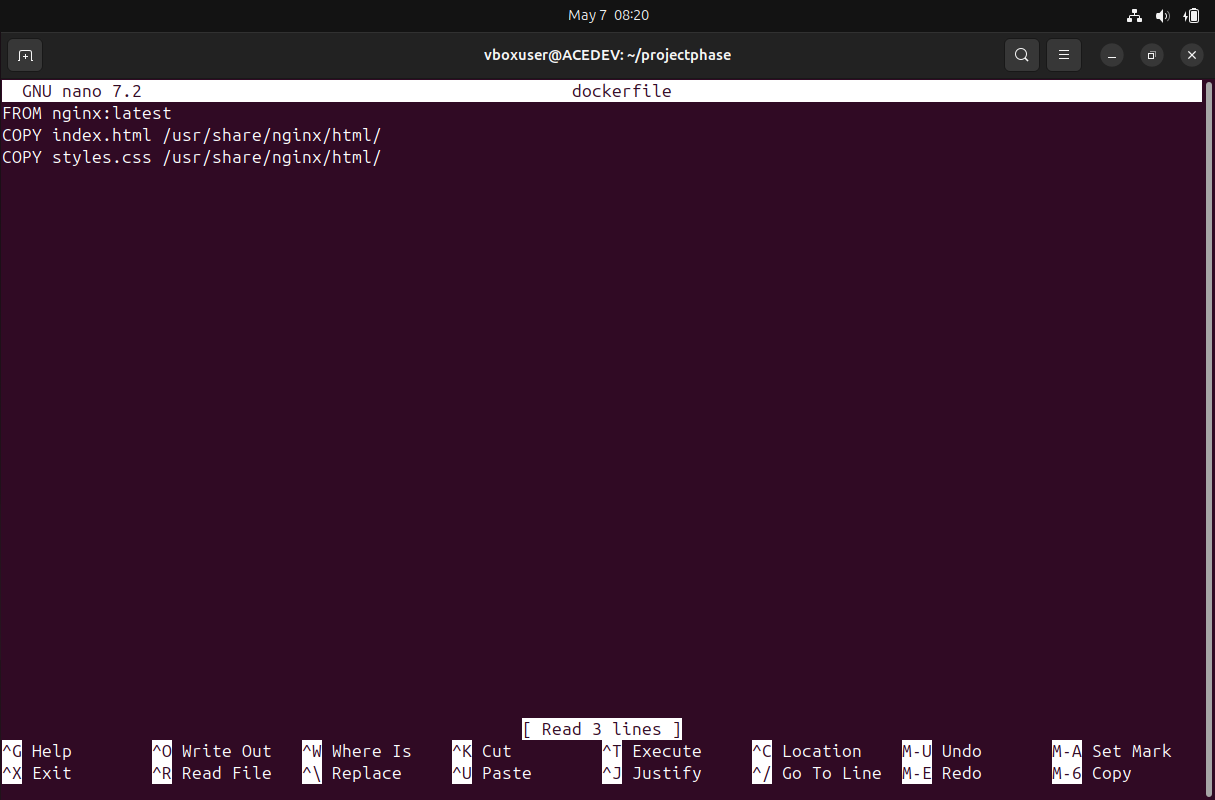 May 7 08:20
vboxuser@ACEDEV: ~/projectphase
GNU nano 7.2 dockerfile
FROM nginx:latest
COPY index.html /usr/share/nginx/html/
COPY styles.css /usr/share/nginx/html/
[ Read 3 lines ]
^G Help ^O Write Out ^W Where Is ^K Cut ^T Execute ^C Location M-U Undo M-A Set Mark
^X Exit ^R Read File ^\ Replace ^U Paste ^J Justify ^/ Go To Line M-E Redo M-6 Copy